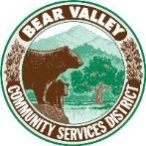 BEAR VALLEY
COMMUNITY SERVICES DISTRICT